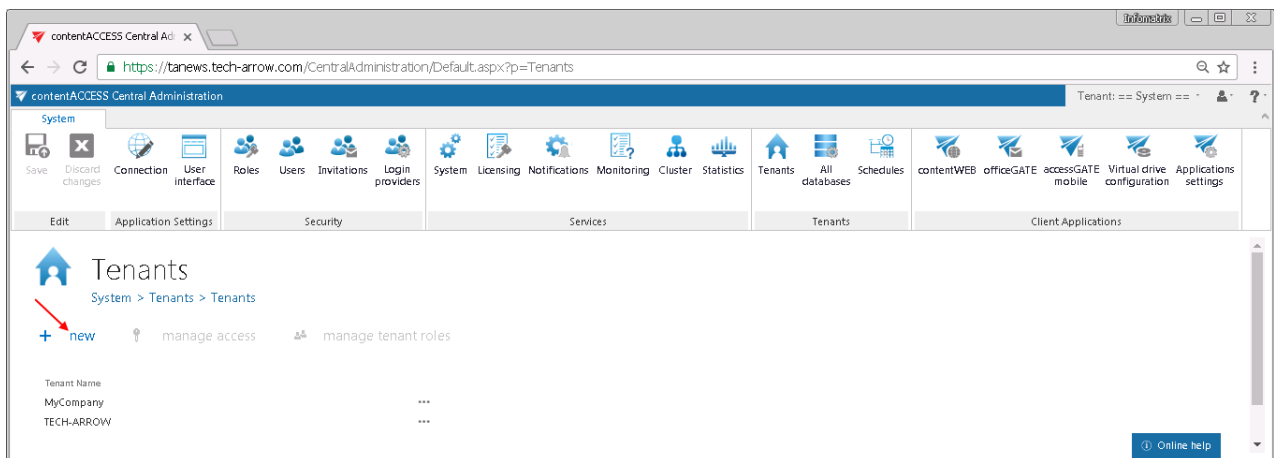 Infometrix
contentACCESS Central Ad
https://tanews.tech-arrow.com/CentralAdministration/Default.aspx?p=Tenants
contentACCESS Central Administration
Tenant: == System ==
?
System
Save
Discard changes
Connection
User interface
Roles
Users
Invitations
Login providers
System
Licensing
Notifications
Monitoring
Cluster
Statistics
Tenants
All databases
Schedules
contentWEB
officeGATE
accessGATE mobile
Virtual drive configuration
Applications settings
Edit
Application Settings
Security
Services
Tenants
Client Applications
Tenants
System > Tenants > Tenants
+ new
manage access
manage tenant roles
Tenant Name
MyCompany ...
TECH-ARROW ...
Online help